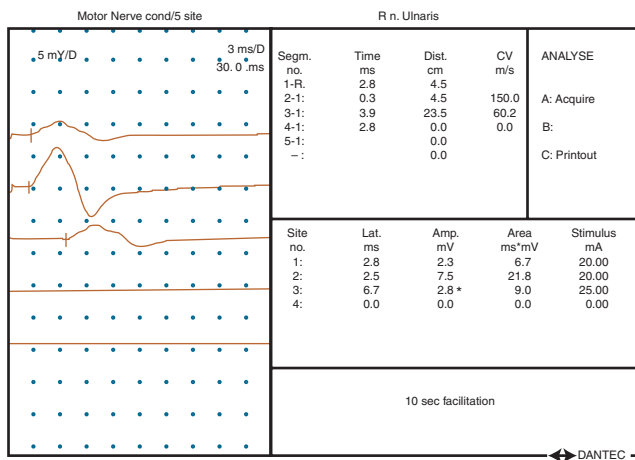 Motor Nerve cond/5 site
R n. Ulnaris
5 mY/D
3 ms/D
30. 0 .ms
Segm. Time Dist. CV
no. ms cm m/s
1-R. 2.8 4.5
2-1: 0.3 4.5 150.0
3-1: 3.9 23.5 60.2
4-1: 2.8 0.0 0.0
5-1: 0.0
– : 0.0
ANALYSE
A: Acquire
B:
C: Printout
Site Lat. Amp. Area Stimulus
no. ms mV ms*mV mA
1: 2.8 2.3 6.7 20.00
2: 2.5 7.5 21.8 20.00
3: 6.7 2.8 * 9.0 25.00
4: 0.0 0.0 0.0 0.00
10 sec facilitation
DANTEC